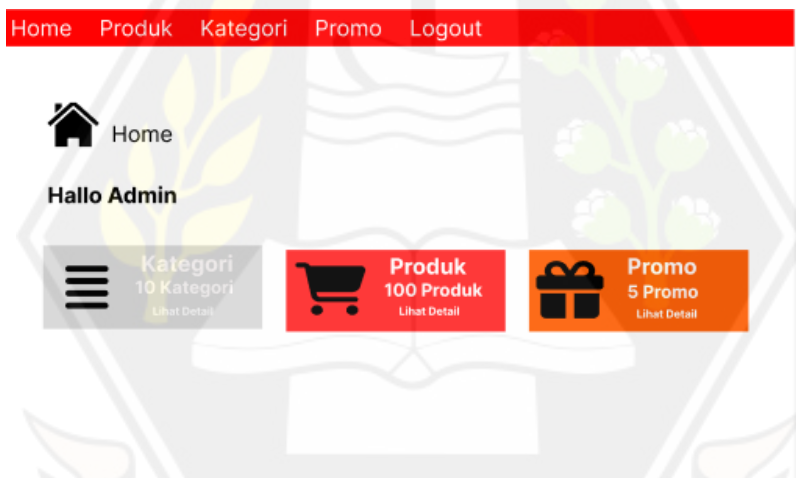 Home Produk Kategori Promo Logout
Home
Hallo Admin
Kategori
10 Kategori
Lihat Detail
Produk
100 Produk
Lihat Detail
Promo
5 Promo
Lihat Detail